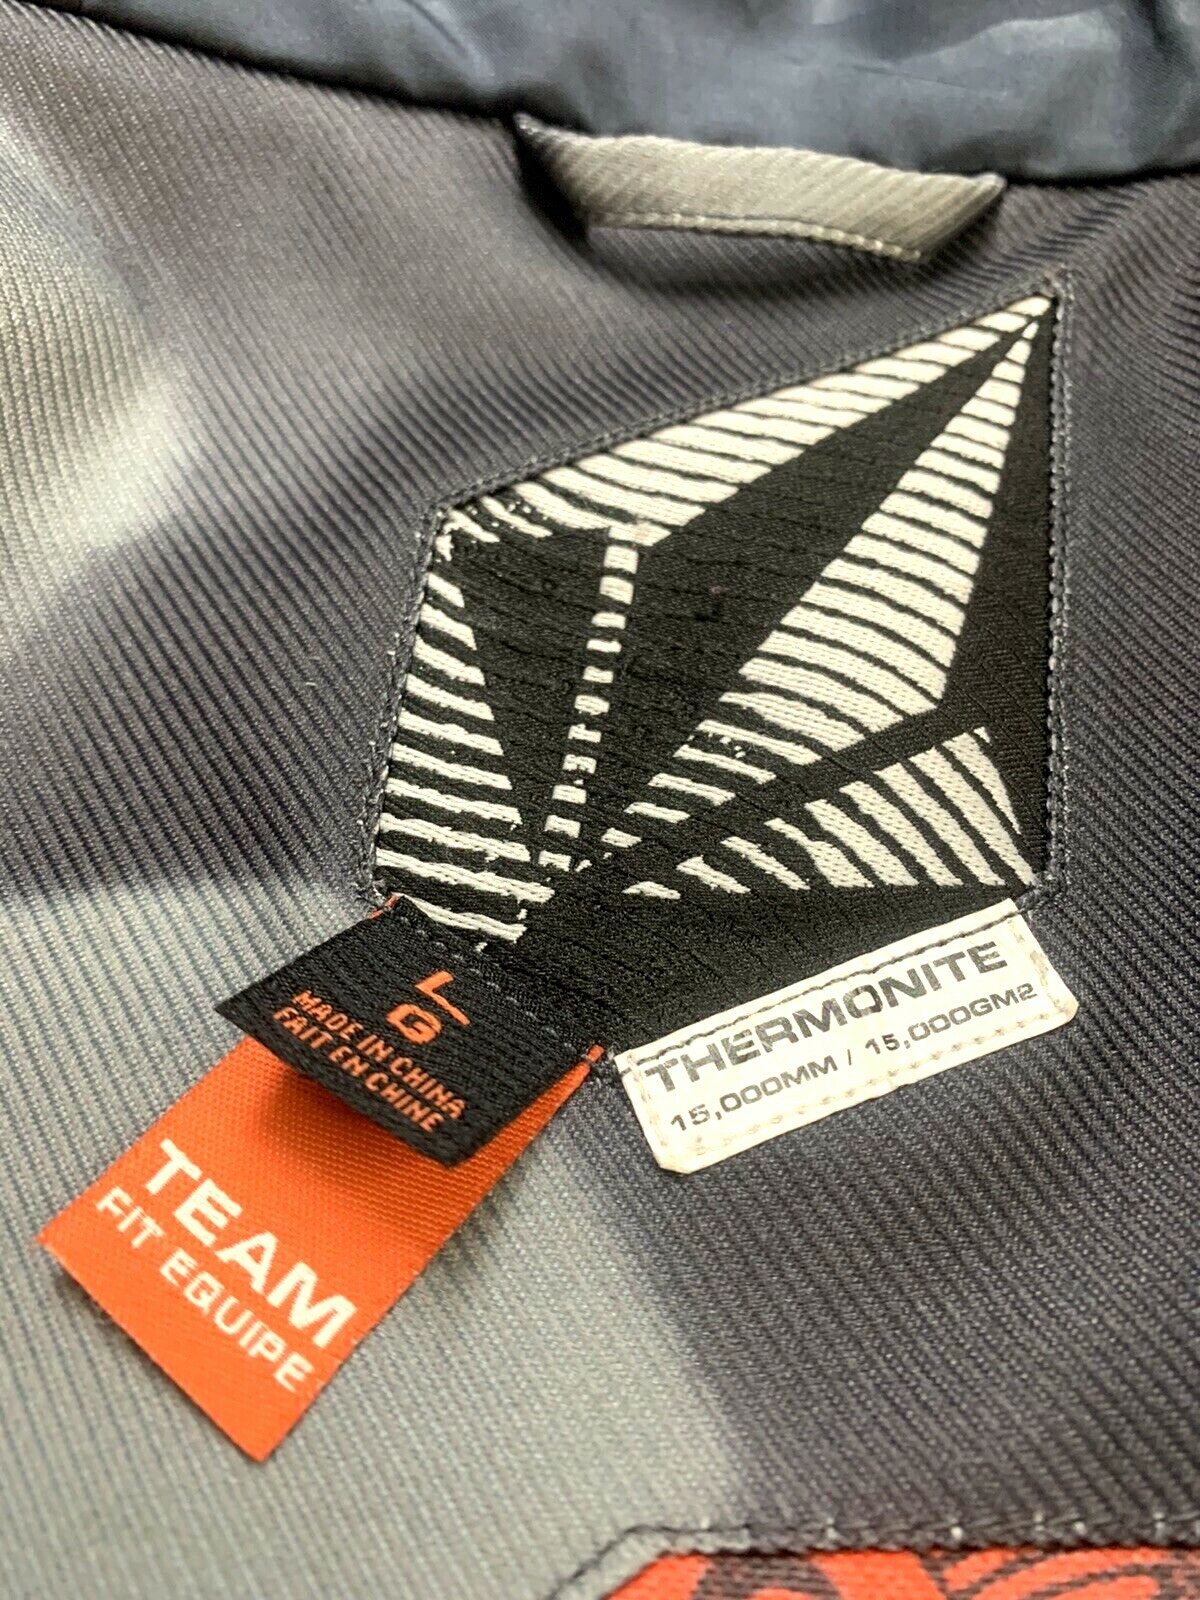 L
G
MADE IN CHINA
FAIT EN CHINE
TEAM
FIT EQUIPE
THERMONITE
15,000MM / 15,000GM2